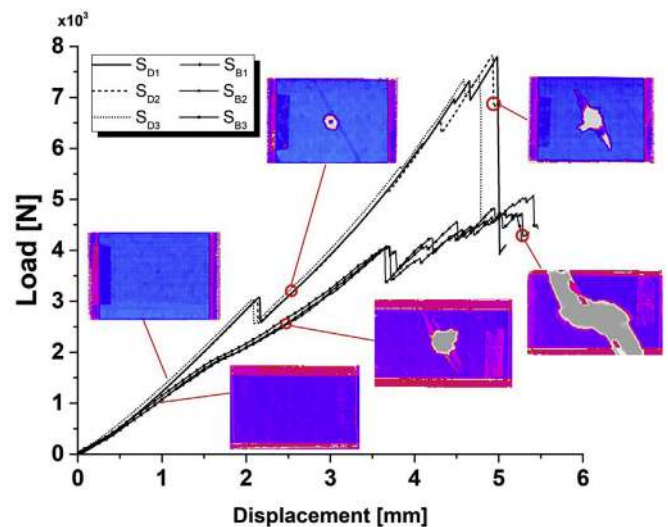 x10³
8
7
6
5
4
3
2
1
0
Load [N]
S_D1 S_B1
S_D2 S_B2
S_D3 S_B3
0 1 2 3 4 5 6
Displacement [mm]